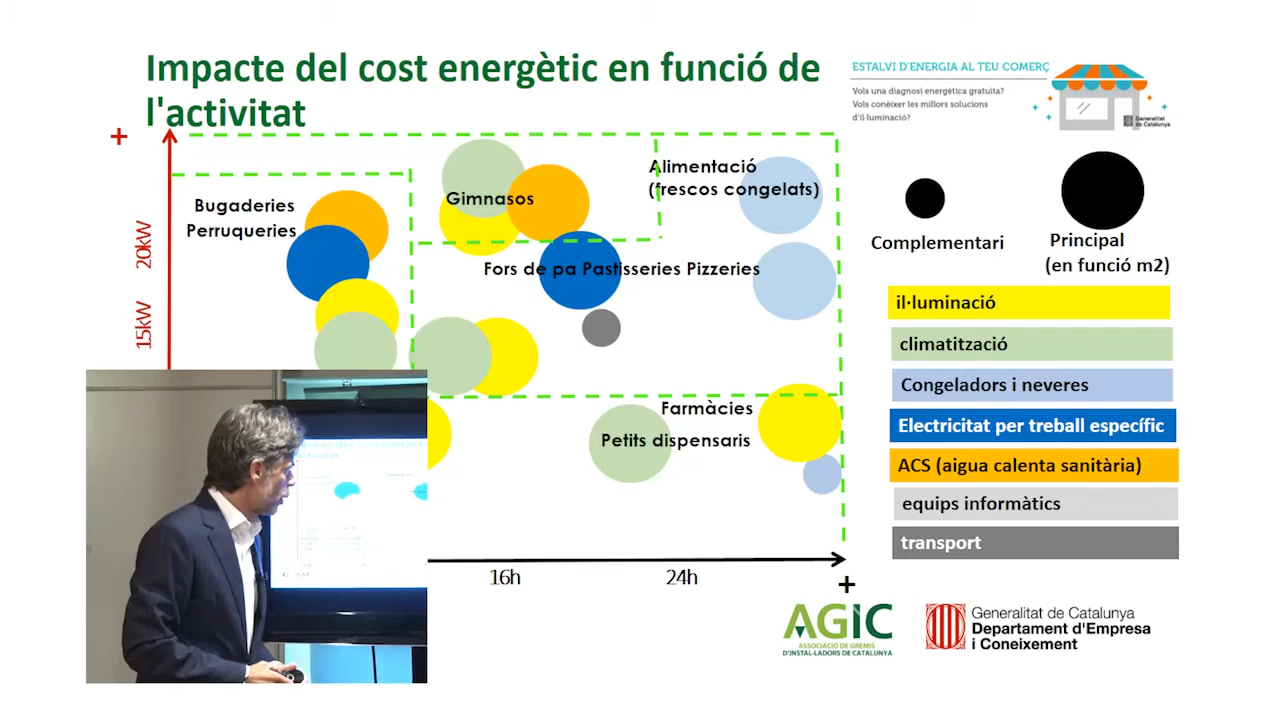 Impacte del cost energètic en funció de
l'activitat
ESTALVI D'ENERGIA AL TEU COMERÇ
Vols una diagnosi energètica gratuïta?
Vols conèixer les millors solucions
d'il·luminació?
Generalitat
de Catalunya
+
20kW
15kW
Bugaderies
Perruqueries
Gimnasos
Alimentació
(frescos congelats)
Fors de pa Pastisseries Pizzeries
Farmàcies
Petits dispensaris
16h
24h
+
Complementari
Principal
(en funció m2)
il·luminació
climatització
Congeladors i neveres
Electricitat per treball específic
ACS (aigua calenta sanitària)
equips informàtics
transport
AGIC
ASSOCIACIÓ DE GREMIS
D'INSTAL·LADORS DE CATALUNYA
Generalitat de Catalunya
Departament d'Empresa
i Coneixement